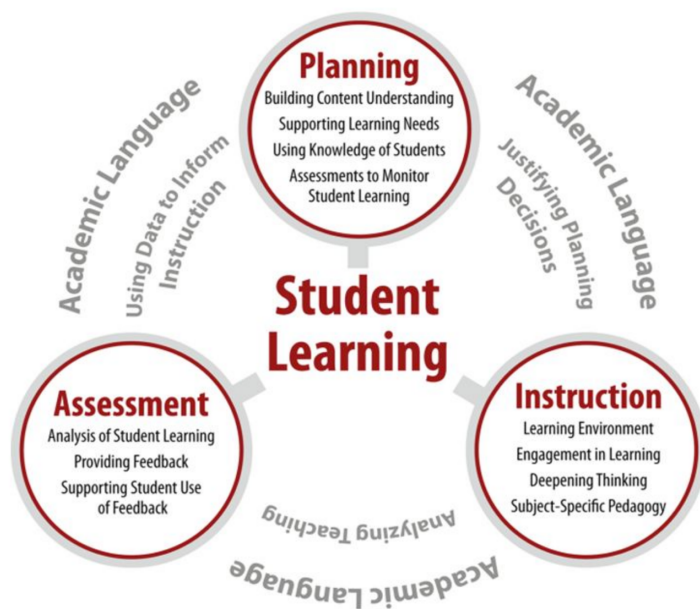 Planning
Building Content Understanding
Supporting Learning Needs
Using Knowledge of Students
Assessments to Monitor
Student Learning
Academic Language
Using Data to Inform
Instruction
Academic Language
Justifying Planning
Decisions
Student
Learning
Assessment
Analysis of Student Learning
Providing Feedback
Supporting Student Use
of Feedback
Instruction
Learning Environment
Engagement in Learning
Deepening Thinking
Subject-Specific Pedagogy
Analyzing Teaching
Academic Language